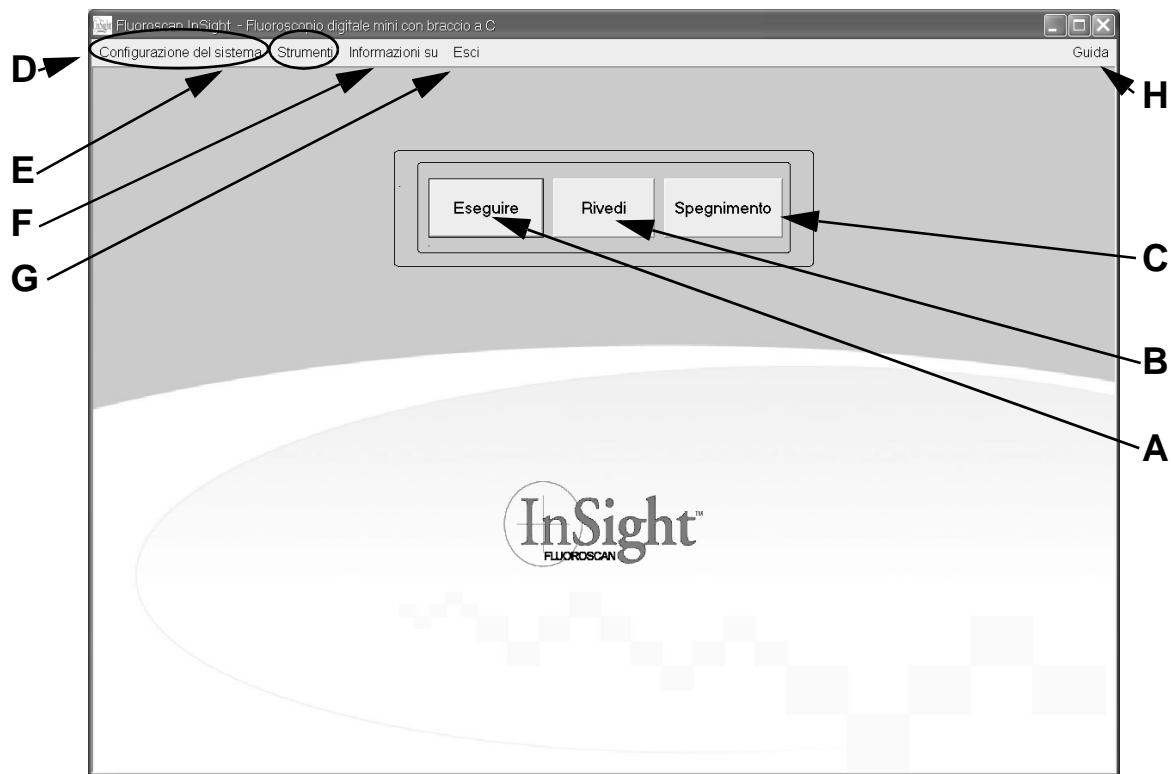 Fluoroscan InSight - Fluoroscopio digitale mini con braccio a C
Configurazione del sistema Strumenti Informazioni su Esci Guida
D
H
E
F
G
Eseguire Rivedi Spegnimento
C
B
A
InSight™
FLUOROSCAN